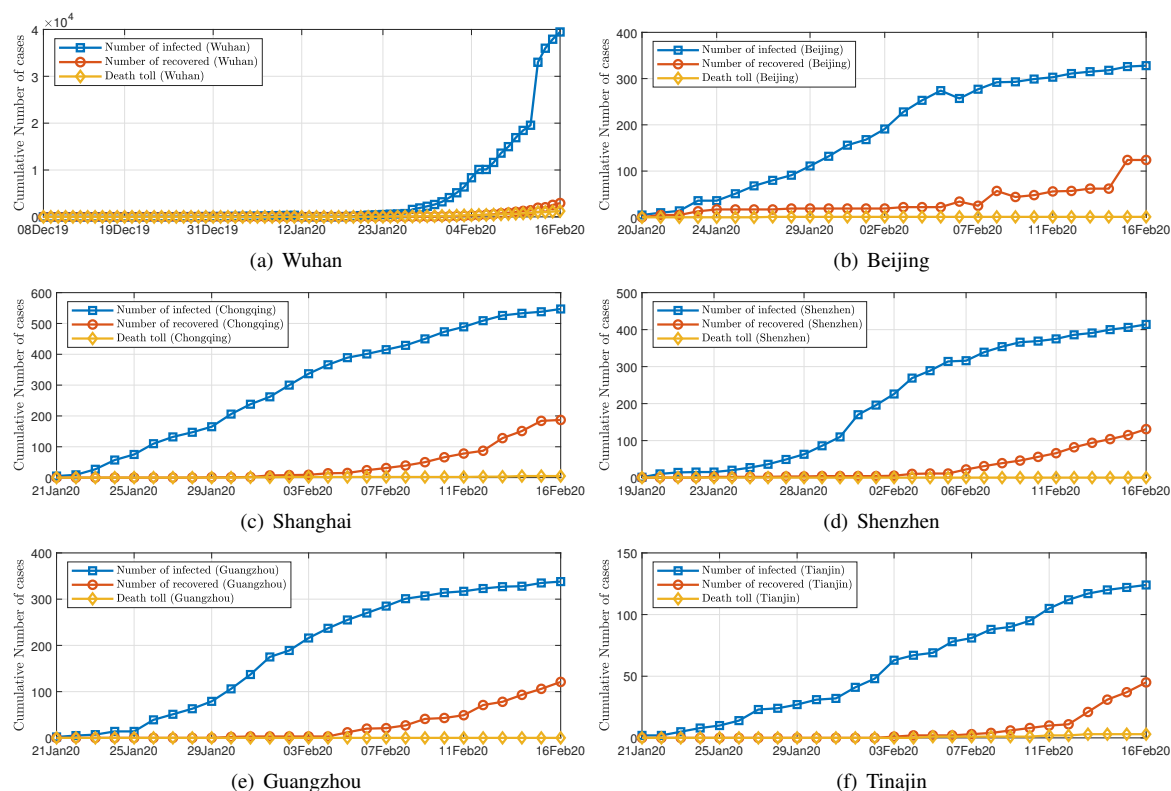 ×10⁴
4
3
2
1
0
Cumulative Number of cases
Number of infected (Wuhan)
Number of recovered (Wuhan)
Death toll (Wuhan)
08Dec19 19Dec19 31Dec19 12Jan20 23Jan20 04Feb20 16Feb20
(a) Wuhan
400
300
200
100
0
Cumulative Number of cases
Number of infected (Beijing)
Number of recovered (Beijing)
Death toll (Beijing)
20Jan20 24Jan20 29Jan20 02Feb20 07Feb20 11Feb20 16Feb20
(b) Beijing
600
500
400
300
200
100
0
Cumulative Number of cases
Number of infected (Chongqing)
Number of recovered (Chongqing)
Death toll (Chongqing)
21Jan20 25Jan20 29Jan20 03Feb20 07Feb20 11Feb20 16Feb20
(c) Shanghai
500
400
300
200
100
0
Cumulative Number of cases
Number of infected (Shenzhen)
Number of recovered (Shenzhen)
Death toll (Shenzhen)
19Jan20 23Jan20 28Jan20 02Feb20 06Feb20 11Feb20 16Feb20
(d) Shenzhen
400
300
200
100
0
Cumulative Number of cases
Number of infected (Guangzhou)
Number of recovered (Guangzhou)
Death toll (Guangzhou)
21Jan20 25Jan20 29Jan20 03Feb20 07Feb20 11Feb20 16Feb20
(e) Guangzhou
150
100
50
0
Cumulative Number of cases
Number of infected (Tianjin)
Number of recovered (Tianjin)
Death toll (Tianjin)
21Jan20 25Jan20 29Jan20 03Feb20 07Feb20 11Feb20 16Feb20
(f) Tinajin